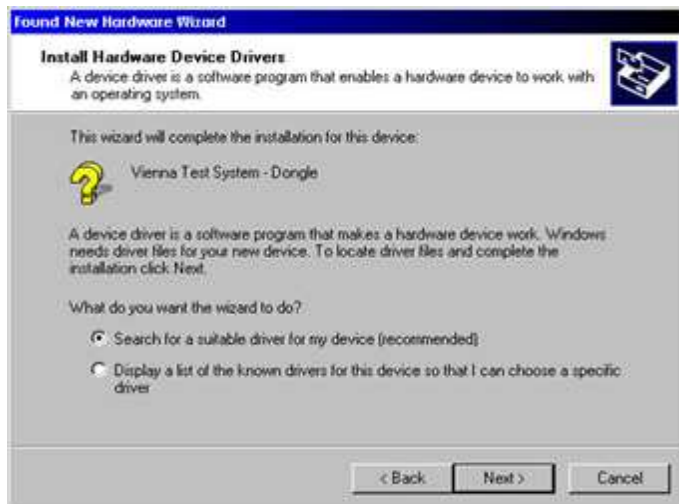 Found New Hardware Wizard
Install Hardware Device Drivers
A device driver is a software program that enables a hardware device to work with
an operating system.
This wizard will complete the installation for this device:
Vienna Test System - Dongle
A device driver is a software program that makes a hardware device work. Windows
needs driver files for your new device. To locate driver files and complete the
installation click Next.
What do you want the wizard to do?
Search for a suitable driver for my device (recommended)
Display a list of the known drivers for this device so that I can choose a specific
driver
< Back
Next >
Cancel